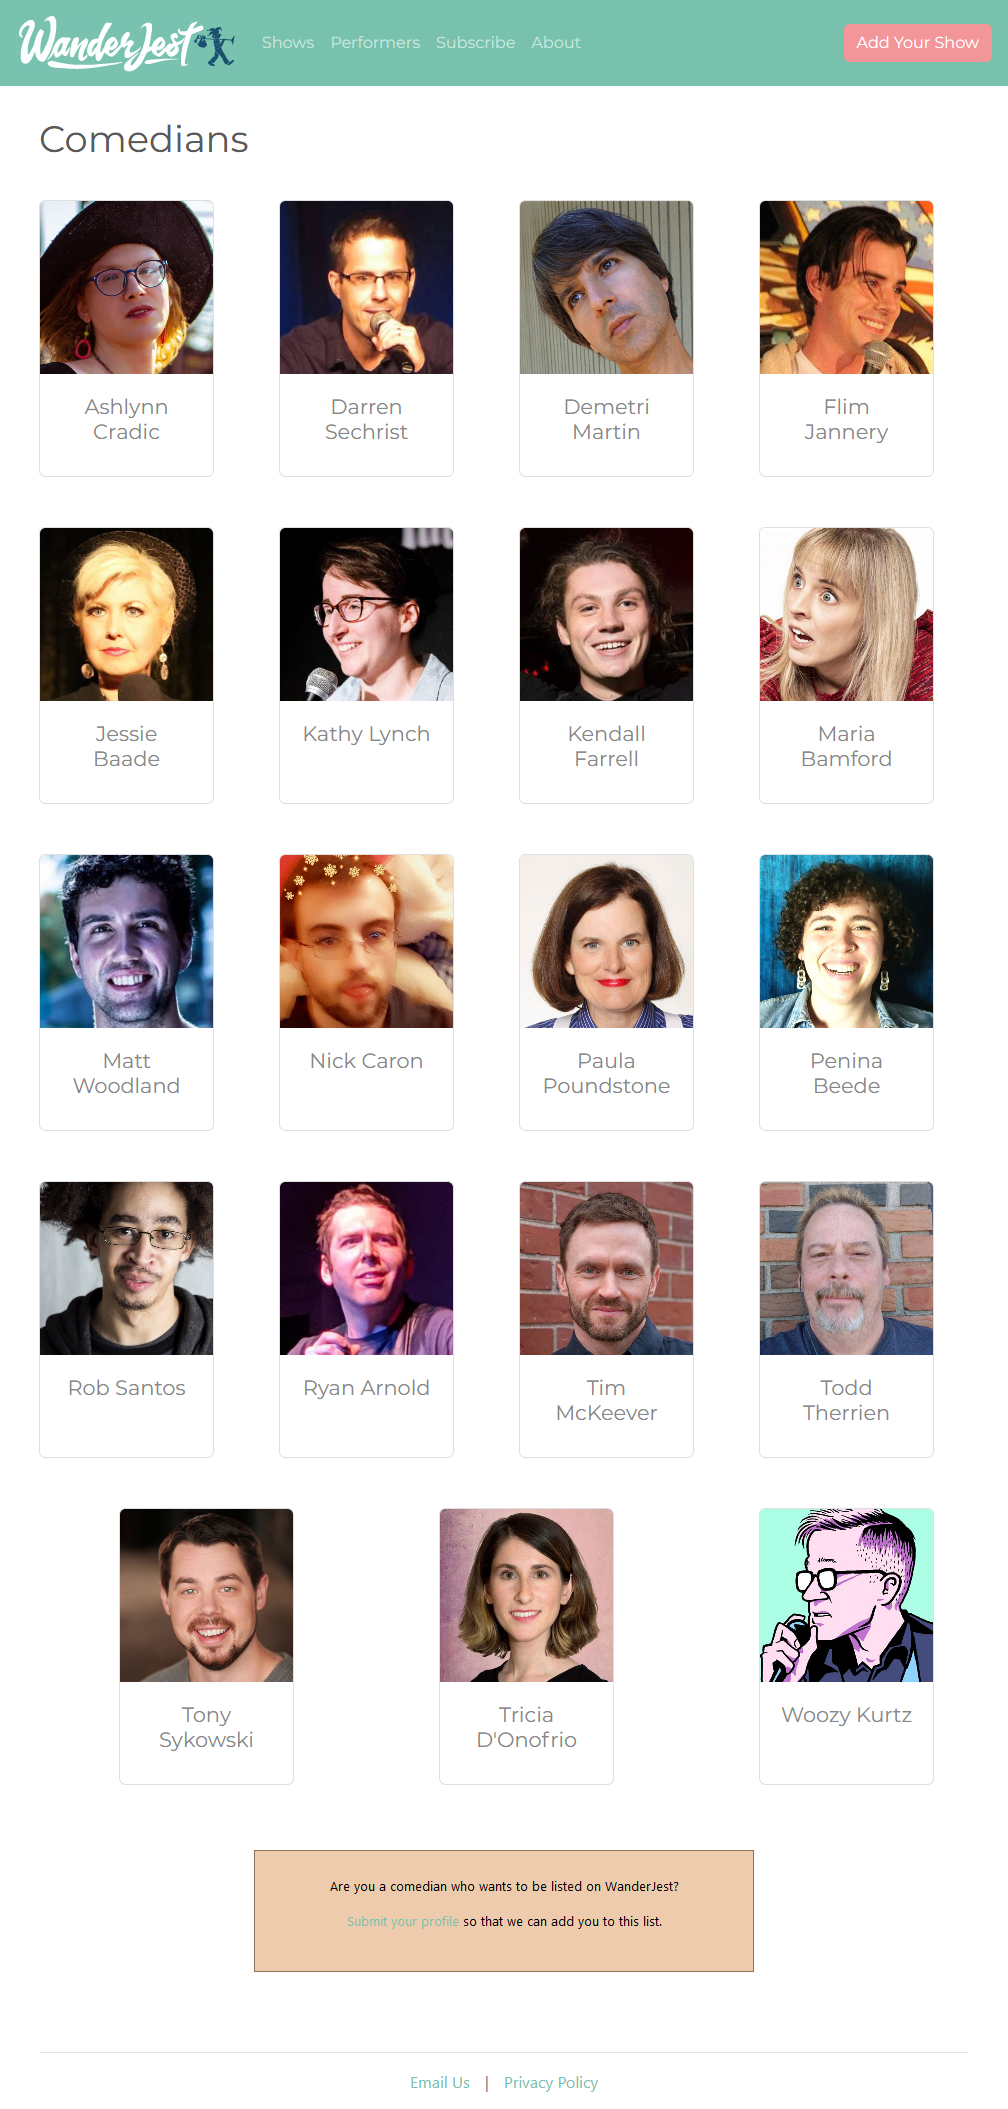 WanderJest Shows Performers Subscribe About Add Your Show
Comedians
Ashlynn
Cradic
Darren
Sechrist
Demetri
Martin
Flim
Jannery
Jessie
Baade
Kathy Lynch
Kendall
Farrell
Maria
Bamford
Matt
Woodland
Nick Caron
Paula
Poundstone
Penina
Beede
Rob Santos
Ryan Arnold
Tim
McKeever
Todd
Therrien
Tony
Sykowski
Tricia
D'Onofrio
Woozy Kurtz
Are you a comedian who wants to be listed on WanderJest?
Submit your profile so that we can add you to this list.
Email Us | Privacy Policy